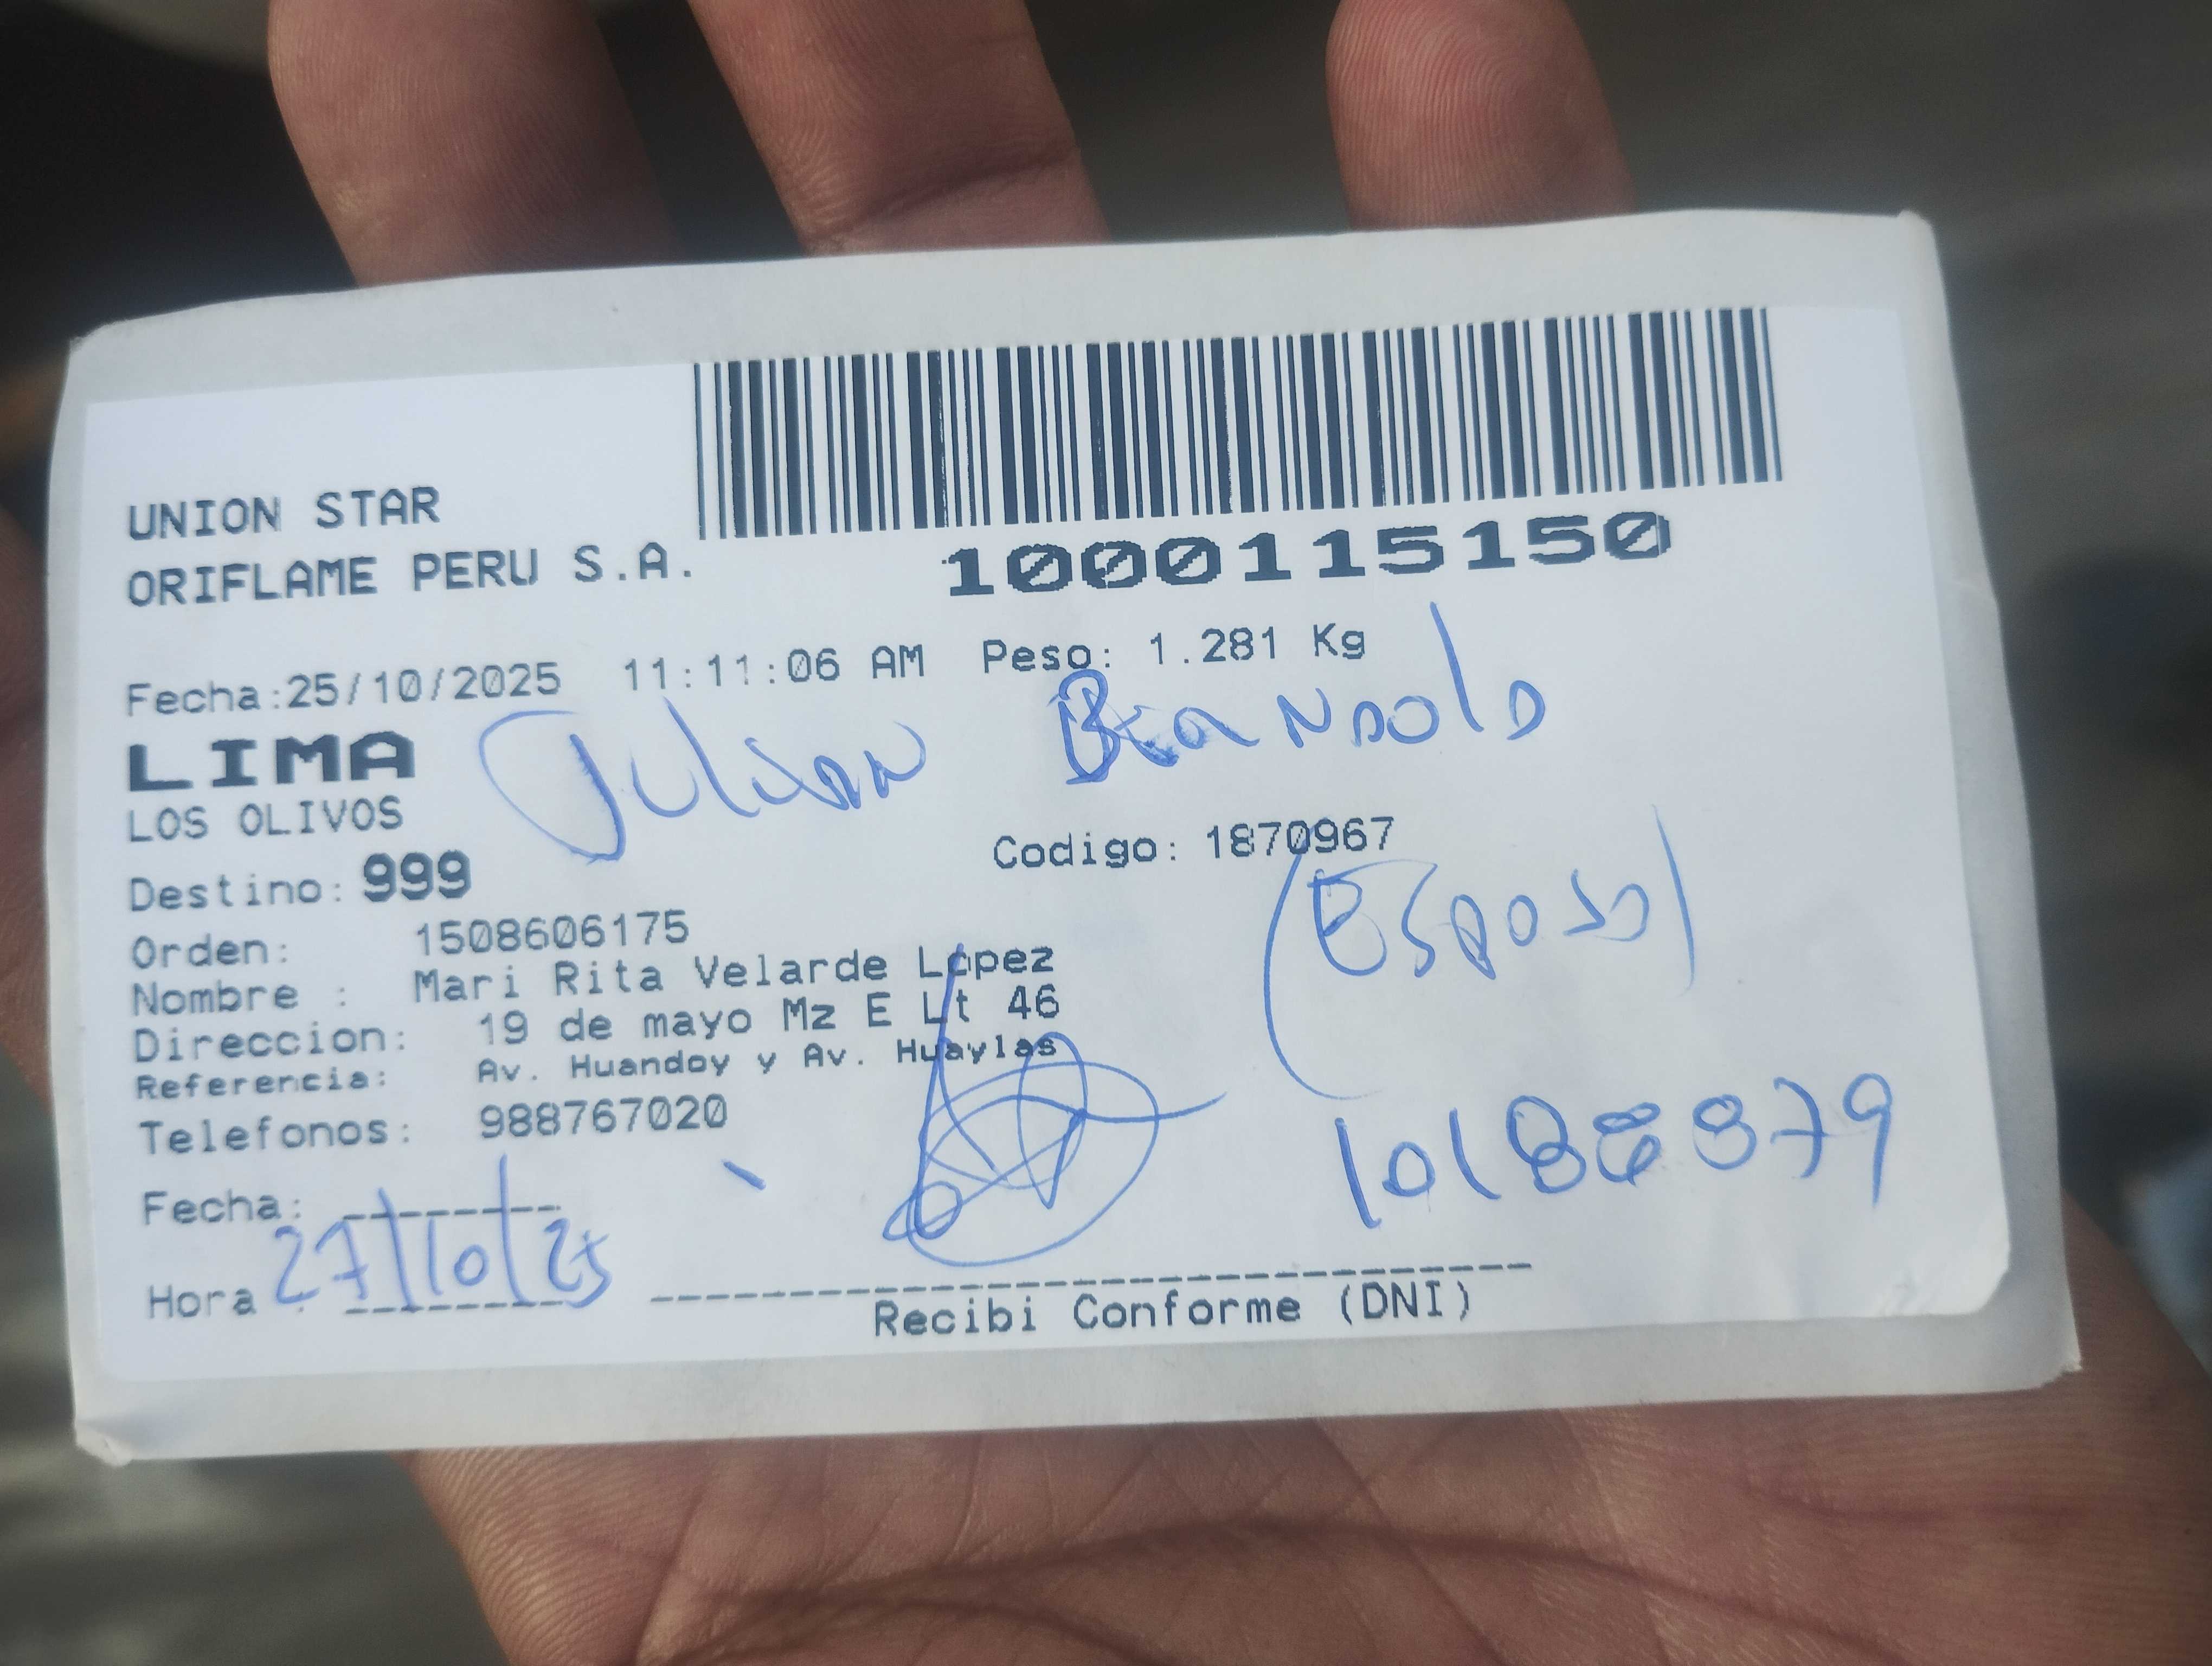 UNION STAR
ORIFLAME PERU S.A.
1000115150
Fecha:25/10/2025 11:11:06 AM Peso: 1.281 Kg
LIMA
Julian
LOS OLIVOS
Codigo: 1870967
Destino: 999
(Esposo)
Orden: 1508606175
Nombre : Mari Rita Velarde López
Direccion: 19 de mayo Mz E Lt 46
Referencia: Av. Huandoy y Av. Huaylas
Telefonos: 988767020
Fecha:
27/10/25
Hora :
Recibi Conforme (DNI)